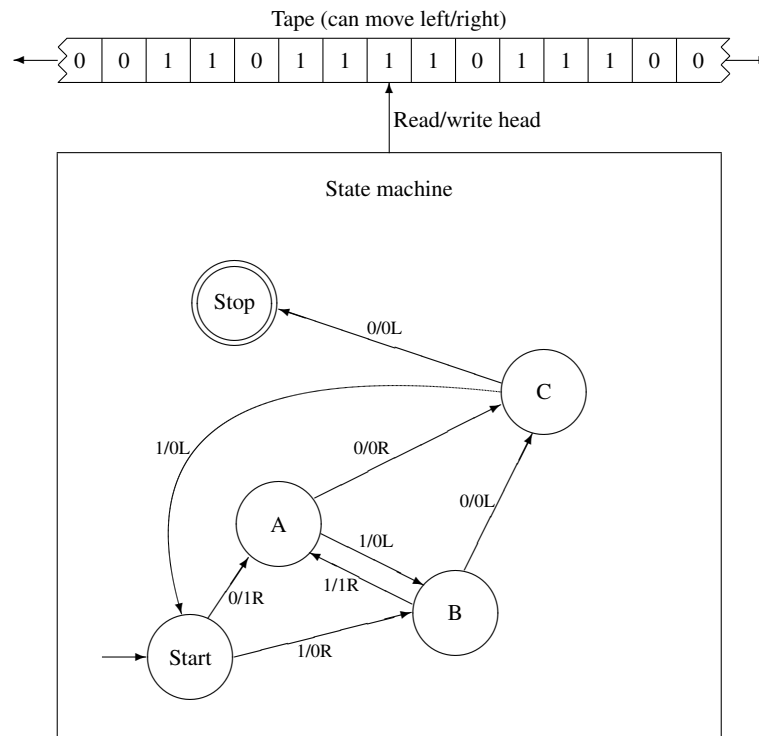 Tape (can move left/right)
0 0 1 1 0 1 1 1 1 0 1 1 1 0 0
Read/write head
State machine
Stop
0/0L
C
1/0L
0/0R
0/0L
A
1/0L
1/1R
0/1R
B
Start
1/0R